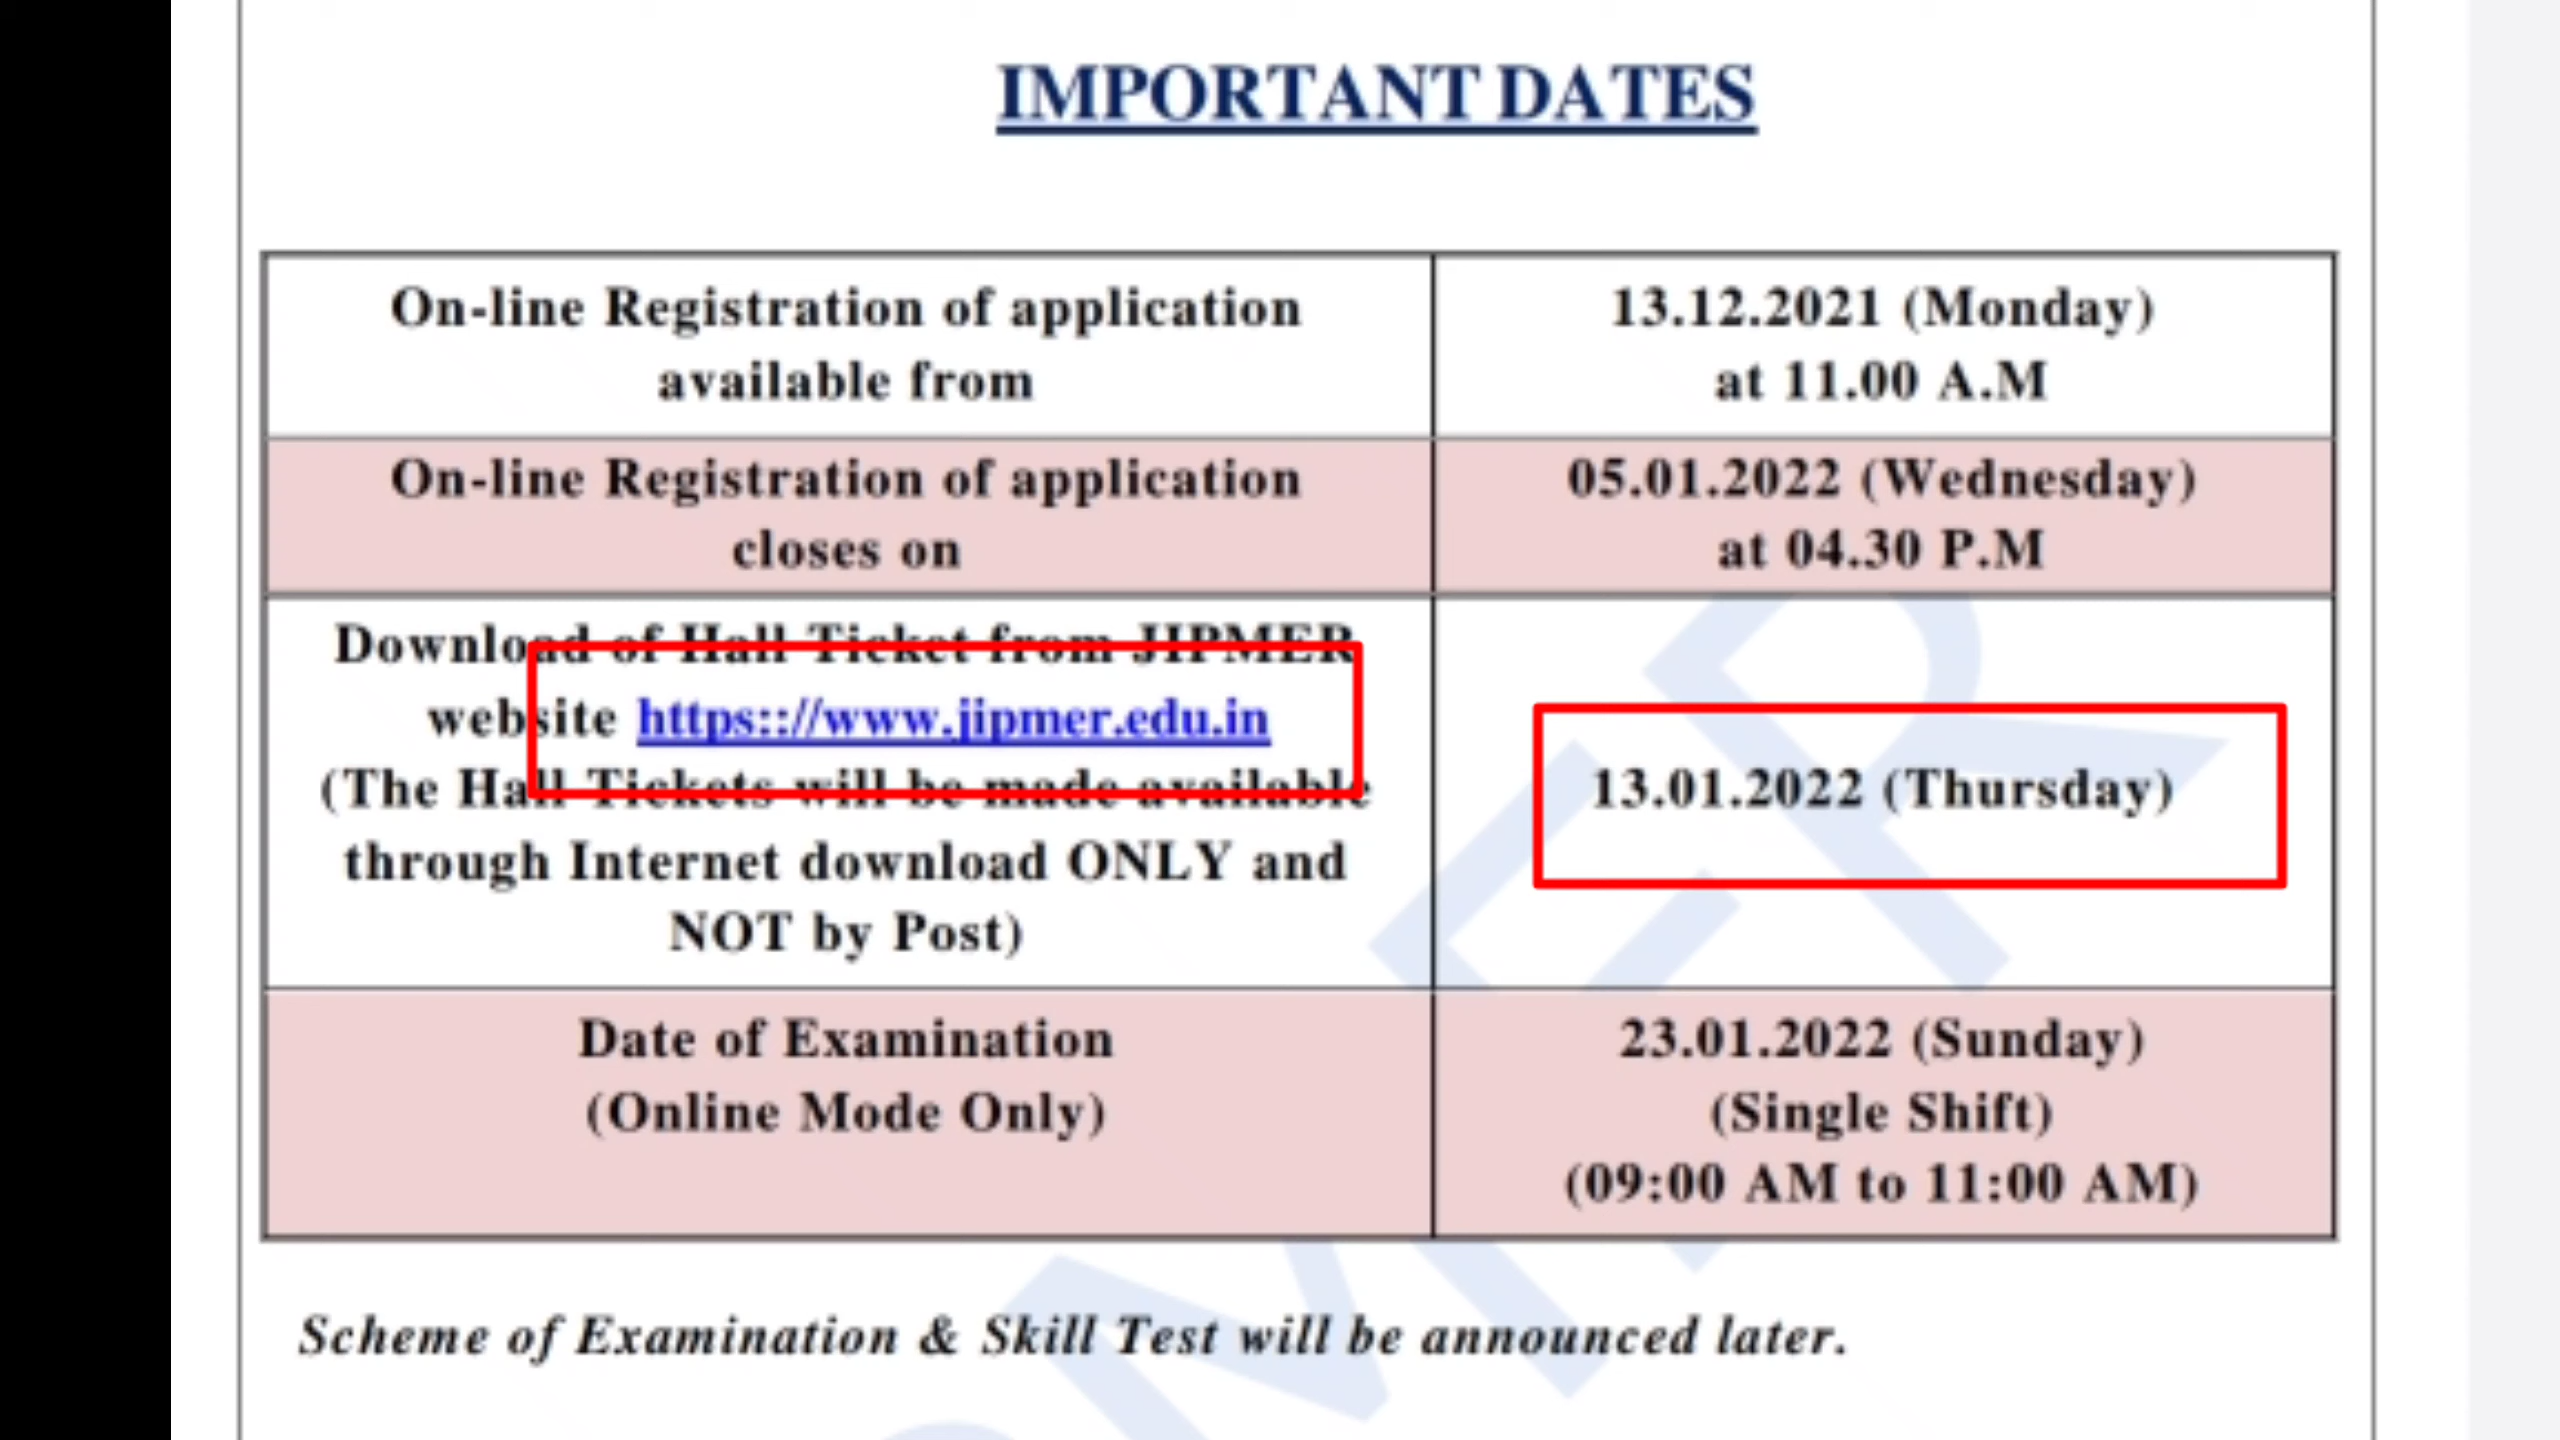 IMPORTANT DATES
On-line Registration of application
available from
13.12.2021 (Monday)
at 11.00 A.M
On-line Registration of application
closes on
05.01.2022 (Wednesday)
at 04.30 P.M
Download of Hall Ticket from JIPMER
website https:://www.jipmer.edu.in
(The Hall Tickets will be made available
through Internet download ONLY and
NOT by Post)
13.01.2022 (Thursday)
Date of Examination
(Online Mode Only)
23.01.2022 (Sunday)
(Single Shift)
(09:00 AM to 11:00 AM)
Scheme of Examination & Skill Test will be announced later.